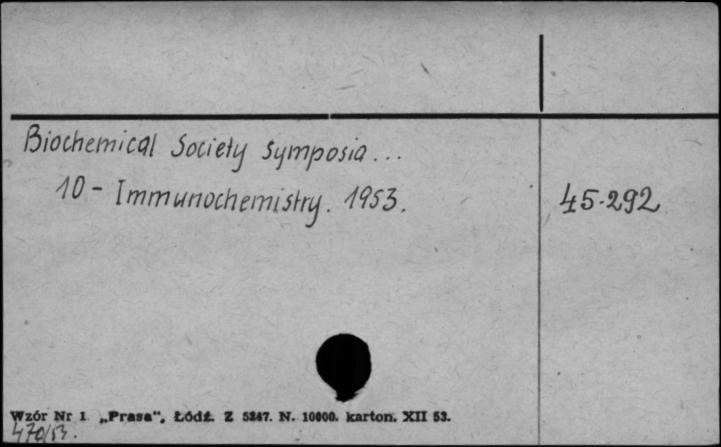 Biochemical Society Symposia...
10 - Immunochemistry. 1953.
45.292
Wzór Nr 1 „Prasa”, Łódź. Z 5247. N. 10000. karton. XII 53.
470/53.